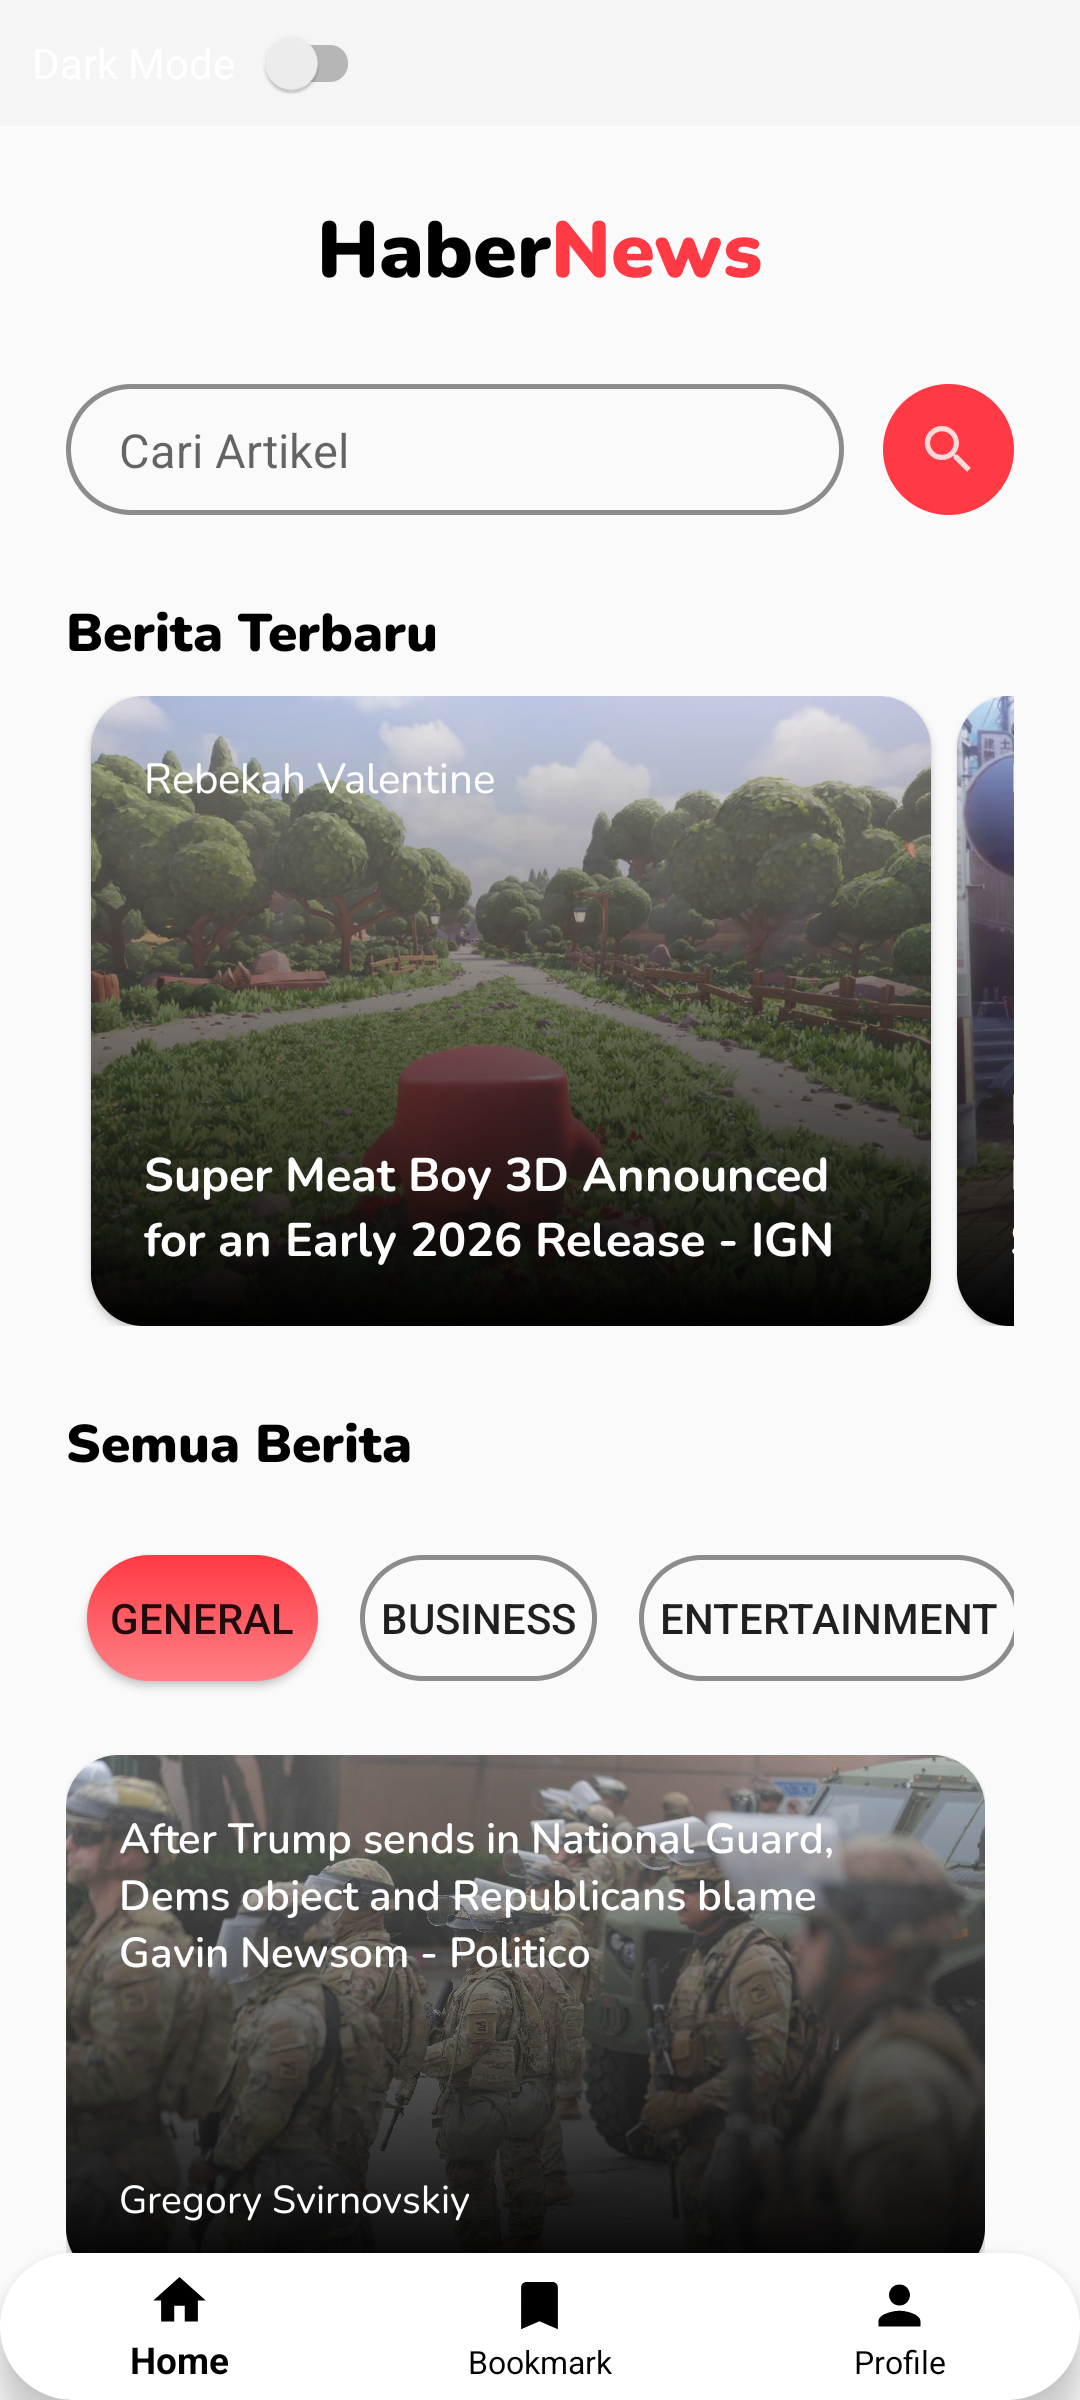 Dark Mode
HaberNews
Cari Artikel
Berita Terbaru
Rebekah Valentine
Super Meat Boy 3D Announced
for an Early 2026 Release - IGN
Semua Berita
GENERAL
BUSINESS
ENTERTAINMENT
After Trump sends in National Guard,
Dems object and Republicans blame
Gavin Newsom - Politico
Gregory Svirnovskiy
Home
Bookmark
Profile